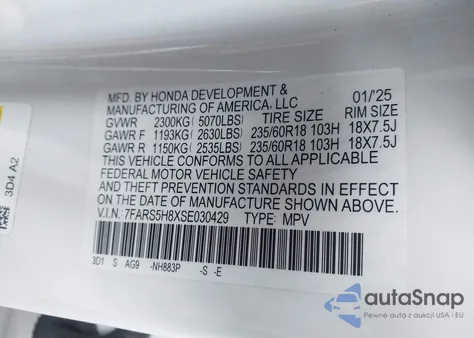 MFD. BY HONDA DEVELOPMENT &
MANUFACTURING OF AMERICA, LLC 01/25
GVWR 2300KG ( 5070LBS) TIRE SIZE RIM SIZE
GAWR F 1193KG ( 2630LBS) 235/60R18 103H 18X7.5J
GAWR R 1150KG ( 2535LBS) 235/60R18 103H 18X7.5J
THIS VEHICLE CONFORMS TO ALL APPLICABLE
FEDERAL MOTOR VEHICLE SAFETY
AND THEFT PREVENTION STANDARDS IN EFFECT
ON THE DATE OF MANUFACTURE SHOWN ABOVE.
V.I.N.: 7FARS5H8XSE030429 TYPE: MPV
3D1 S AG9 -NH883P -S -E
3D4 A2
autoSnap
Pewne auta z aukcji USA i EU